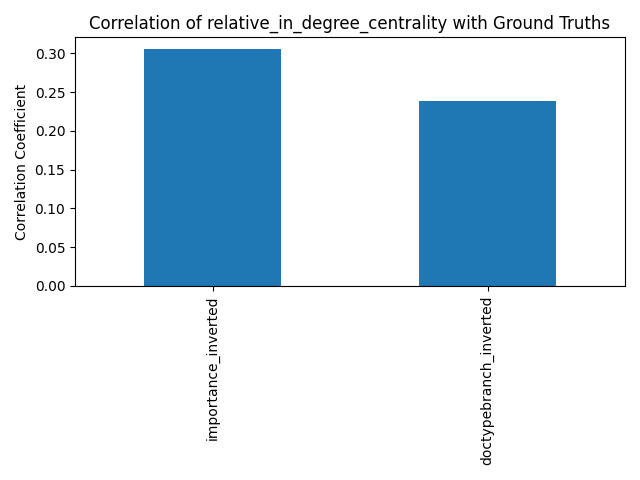 Correlation of relative_in_degree_centrality with Ground Truths
Correlation Coefficient
0.30
0.25
0.20
0.15
0.10
0.05
0.00
importance_inverted
doctypebranch_inverted